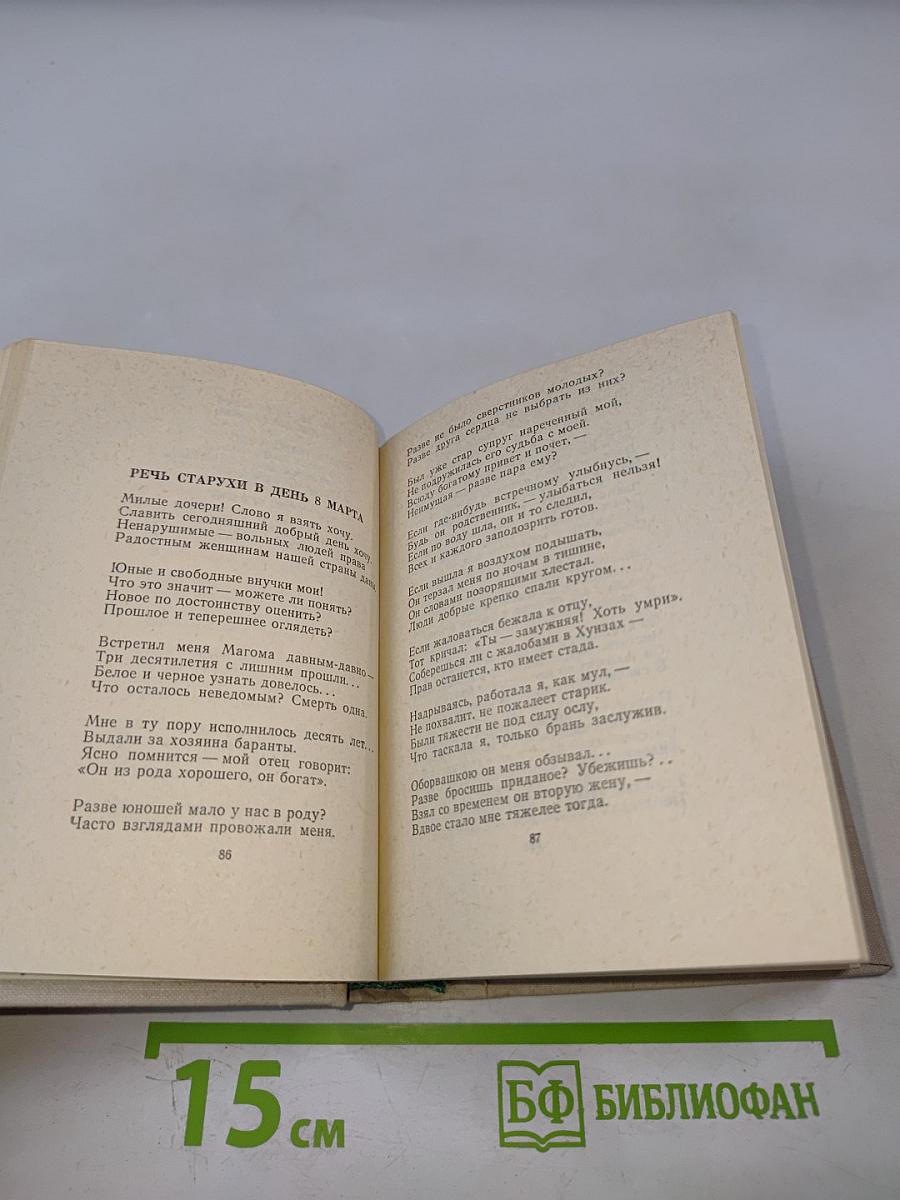 РЕЧЬ СТАРУХИ В ДЕНЬ 8 МАРТА
Милые дочери! Слово я взять хочу.
Славить сегодняшний добрый день хочу.
Ненарушимые — вольных людей права
Радостным женщинам нашей страны
Юные и свободные внучки мои!
Что это значит — можете ли понять?
Новое по достоинству оценить?
Прошлое и теперешнее оглядеть?
Встретил меня Магома давным-давно—
Три десятилетия с лишним прошли...
Белое и черное узнать довелось...
Что осталось неведомым? Смерть одна.
Мне в ту пору исполнилось десять лет...
Выдали за хозяина баранты.
Ясно помнится — мой отец говорит:
«Он из рода хорошего, он богат».
Разве юношей мало у нас в роду?
Часто взглядами провожали меня.
86
Разве не было сверстников молодых?
Разве друга сердца не выбрать из них?
Был уже стар супруг нареченный мой,
Не подружилась его судьба с моей.
Всюду богатому привет и почет, —
Неимущая — разве пара ему?
Если где-нибудь встречному улыбнусь, —
Будь он родственник, — улыбаться нельзя!
Если по воду шла, он и то следил,
Всех и каждого заподозрить готов.
Если вышла я воздухом подышать,
Он терзал меня по ночам в тишине,
Он словами позорящими хлестал.
Люди добрые крепко спали кругом...
Если жаловаться бежала к отцу,
Тот кричал: «Ты — замужняя! Хоть умри».
Соберешься ли с жалобами в Хунзах —
Прав останется, кто имеет стада.
Надрываясь, работала я, как мул, —
Не похвалит, не пожалеет старик.
Были тяжести не под силу ослу,
Что таскала я, только брань заслужив.
Оборвашкою он меня обзывал...
Разве бросишь приданое? Убежишь?..
Взял со временем он вторую жену, —
Вдвое стало мне тяжелее тогда.
87
15 см
БФ БИБЛИОФАН